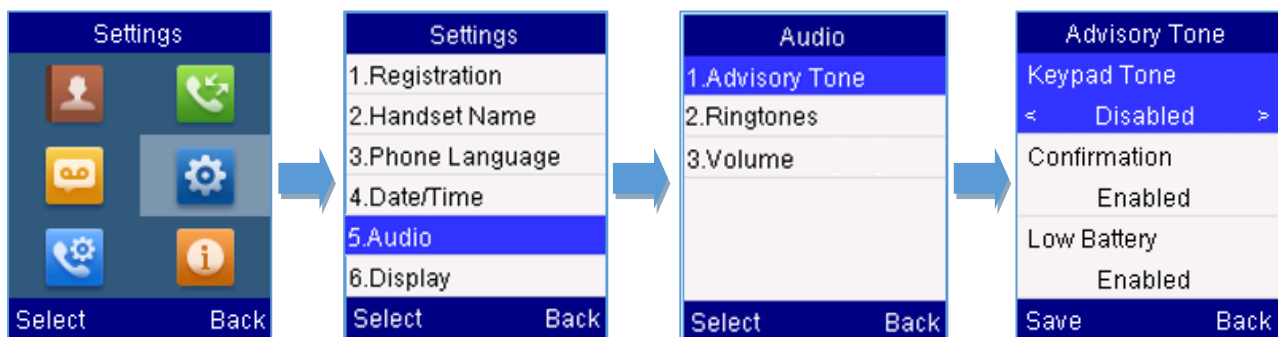 Settings
Select Back
Settings
1.Registration
2.Handset Name
3.Phone Language
4.Date/Time
5.Audio
6.Display
Select Back
Audio
1.Advisory Tone
2.Ringtones
3.Volume
Select Back
Advisory Tone
Keypad Tone
< Disabled >
Confirmation
Enabled
Low Battery
Enabled
Save Back